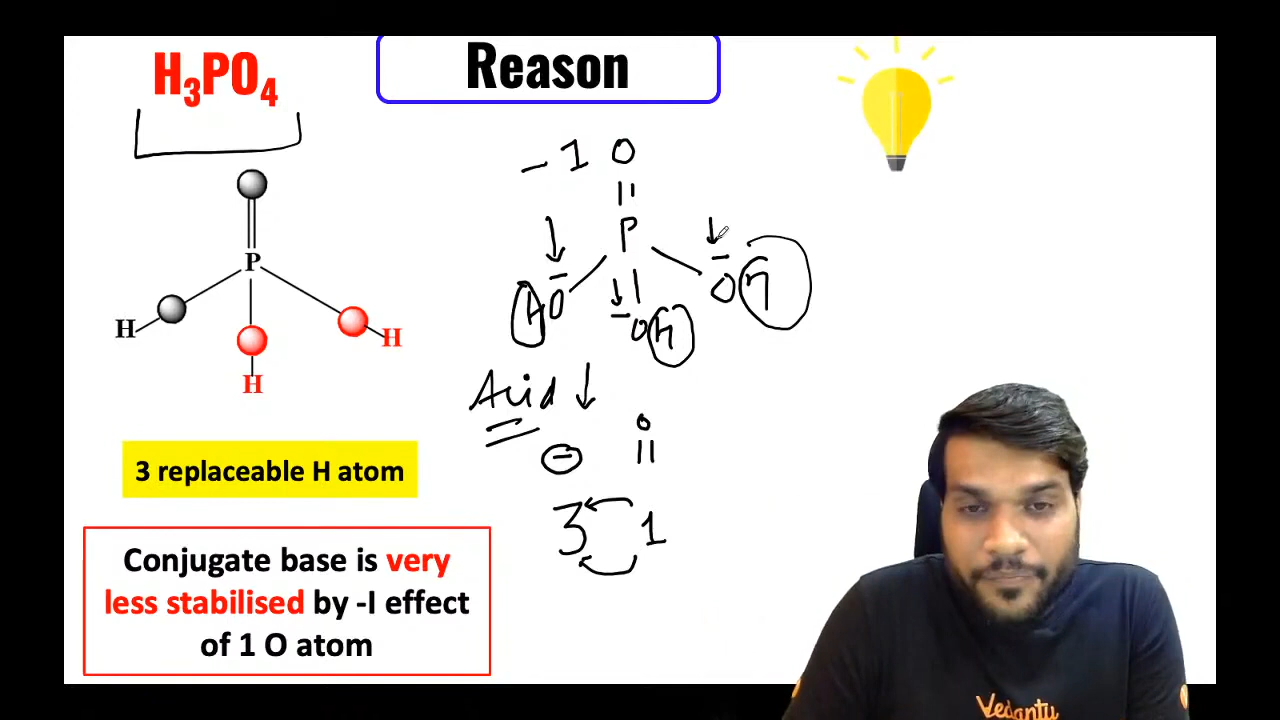 H3PO4
Reason
- 1 O
P
H
P
HO
OH
OH
H
H
Acid ↓
⊖
O
3
1
3 replaceable H atom
Conjugate base is very
less stabilised by -I effect
of 1 O atom
Vedantu